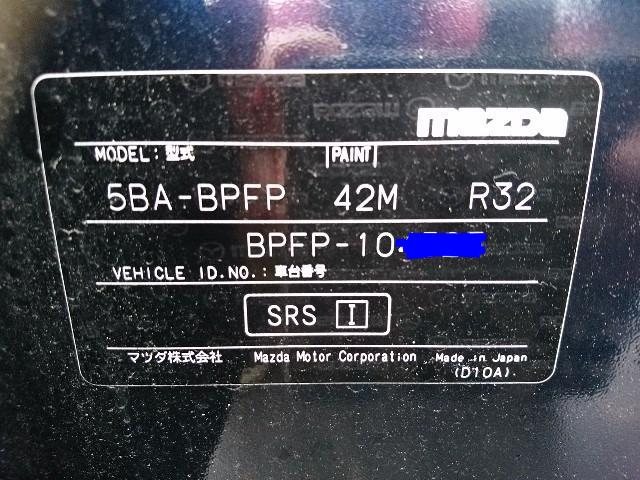 mazda
MODEL: 型式 PAINT
5BA-BPFP 42M R32
BPFP-10
VEHICLE ID.NO.: 車台番号
SRS I
マツダ株式会社 Mazda Motor Corporation Made in Japan
(D10A)